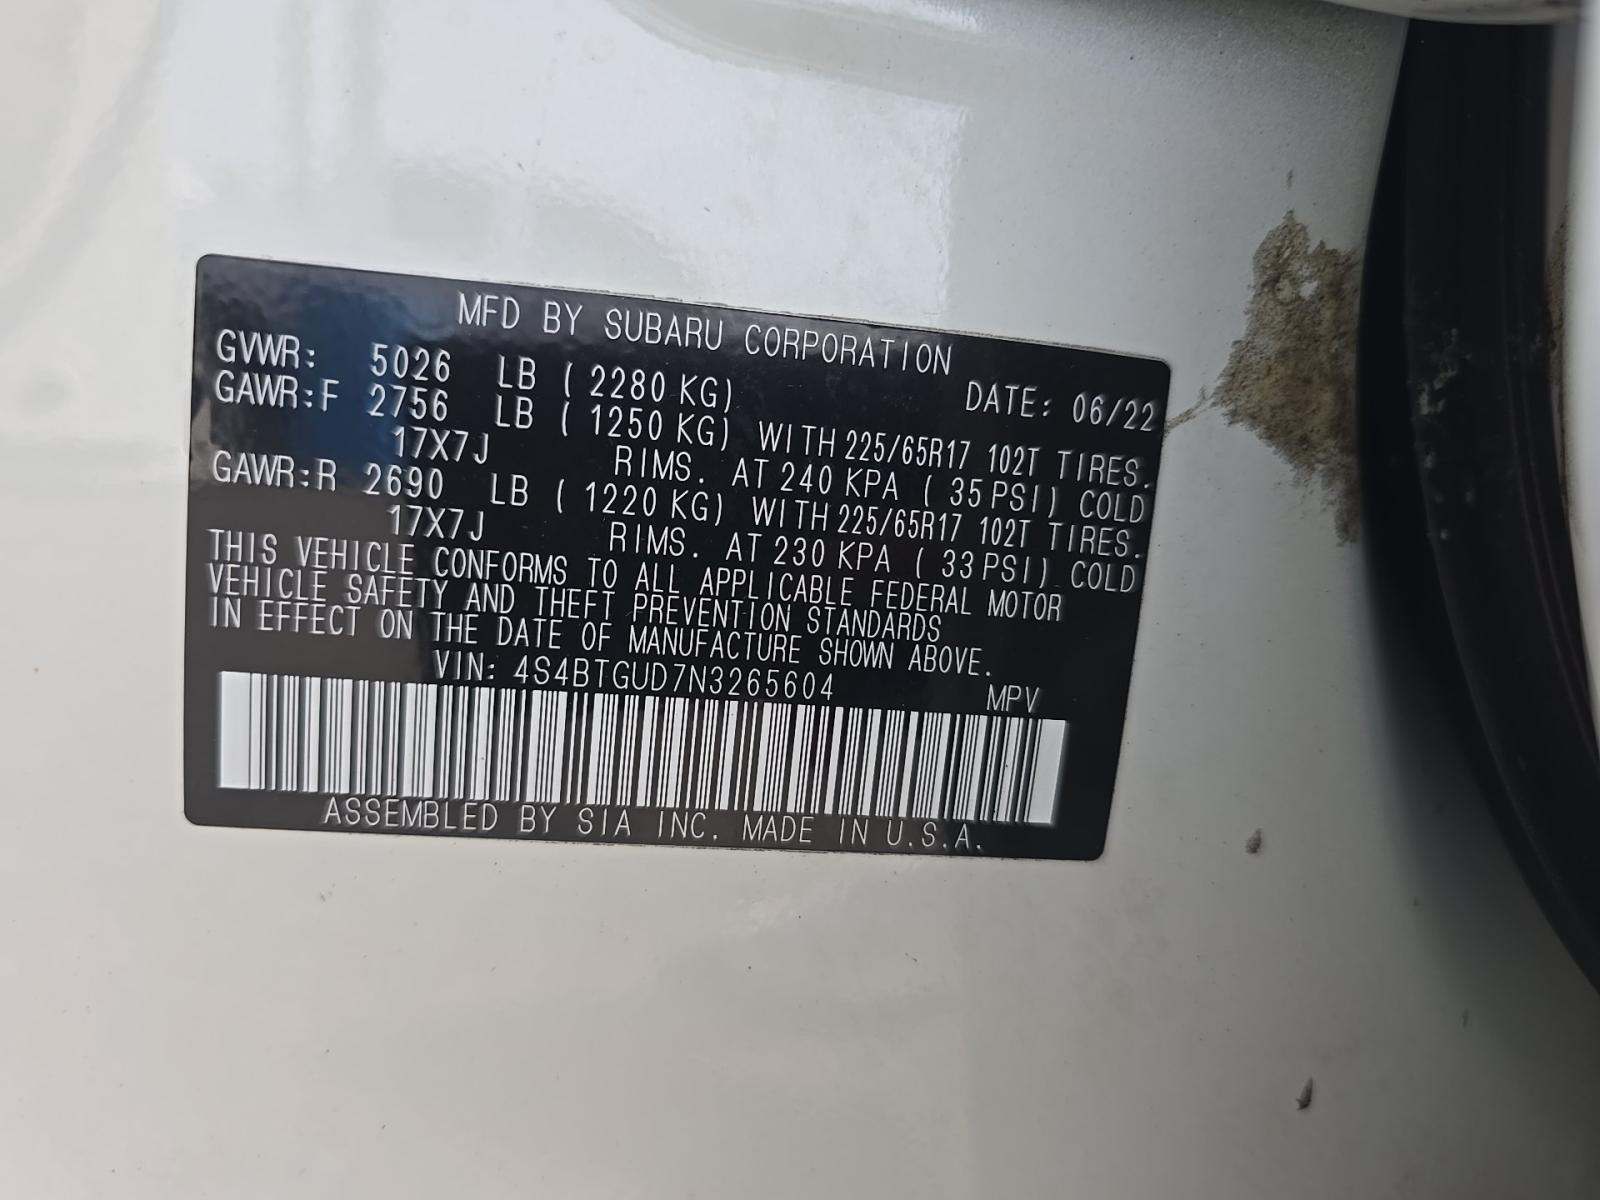 MFD BY SUBARU CORPORATION
GVWR: 5026 LB ( 2280 KG) DATE: 06/22
GAWR:F 2756 LB ( 1250 KG) WITH 225/65R17 102T TIRES.
17X7J RIMS. AT 240 KPA ( 35 PSI) COLD
GAWR:R 2690 LB ( 1220 KG) WITH 225/65R17 102T TIRES.
17X7J RIMS. AT 230 KPA ( 33 PSI) COLD
THIS VEHICLE CONFORMS TO ALL APPLICABLE FEDERAL MOTOR
VEHICLE SAFETY AND THEFT PREVENTION STANDARDS
IN EFFECT ON THE DATE OF MANUFACTURE SHOWN ABOVE.
VIN: 4S4BTGUD7N3265604 MPV
ASSEMBLED BY SIA INC. MADE IN U.S.A.